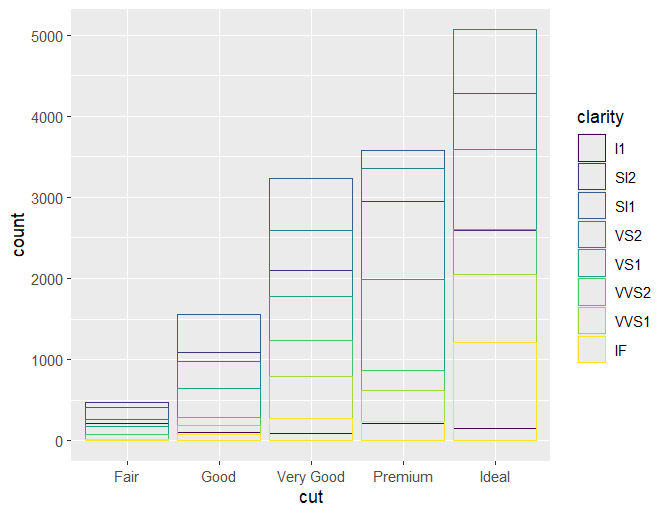 5000
4000
3000
2000
1000
0
count
Fair Good Very Good Premium Ideal
cut
clarity
I1
SI2
SI1
VS2
VS1
VVS2
VVS1
IF